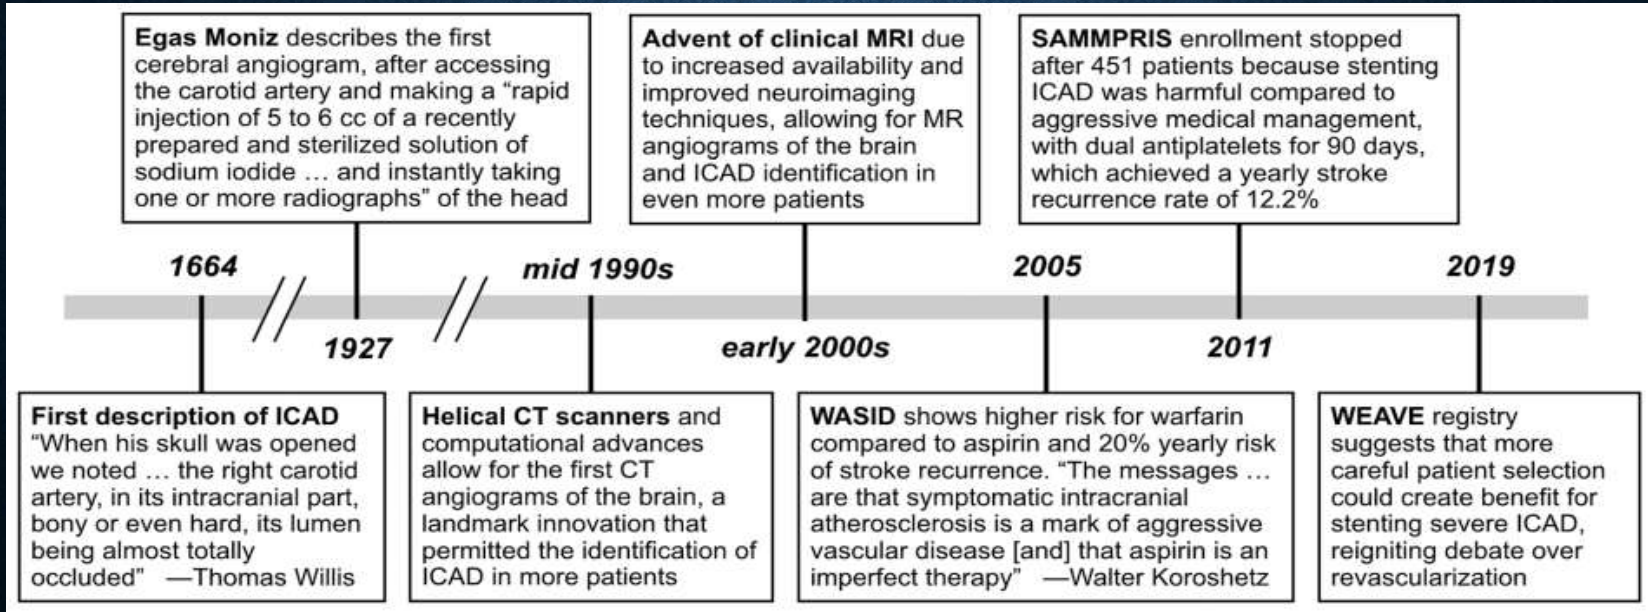 Egas Moniz describes the first
cerebral angiogram, after accessing
the carotid artery and making a “rapid
injection of 5 to 6 cc of a recently
prepared and sterilized solution of
sodium iodide … and instantly taking
one or more radiographs” of the head
Advent of clinical MRI due
to increased availability and
improved neuroimaging
techniques, allowing for MR
angiograms of the brain
and ICAD identification in
even more patients
SAMMPRIS enrollment stopped
after 451 patients because stenting
ICAD was harmful compared to
aggressive medical management,
with dual antiplatelets for 90 days,
which achieved a yearly stroke
recurrence rate of 12.2%
1664
mid 1990s
2005
2019
1927
early 2000s
2011
First description of ICAD
“When his skull was opened
we noted … the right carotid
artery, in its intracranial part,
bony or even hard, its lumen
being almost totally
occluded” —Thomas Willis
Helical CT scanners and
computational advances
allow for the first CT
angiograms of the brain, a
landmark innovation that
permitted the identification of
ICAD in more patients
WASID shows higher risk for warfarin
compared to aspirin and 20% yearly risk
of stroke recurrence. “The messages …
are that symptomatic intracranial
atherosclerosis is a mark of aggressive
vascular disease [and] that aspirin is an
imperfect therapy” —Walter Koroshetz
WEAVE registry
suggests that more
careful patient selection
could create benefit for
stenting severe ICAD,
reigniting debate over
revascularization